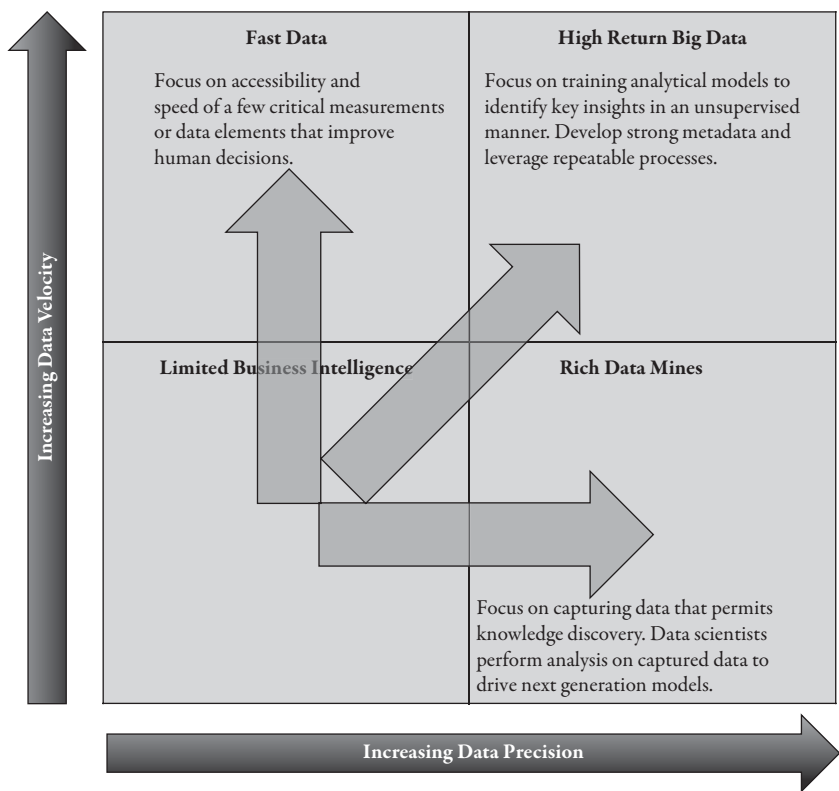 Fast Data
Focus on accessibility and
speed of a few critical measurements
or data elements that improve
human decisions.
High Return Big Data
Focus on training analytical models to
identify key insights in an unsupervised
manner. Develop strong metadata and
leverage repeatable processes.
Increasing Data Velocity
Limited Business Intelligence
Rich Data Mines
Focus on capturing data that permits
knowledge discovery. Data scientists
perform analysis on captured data to
drive next generation models.
Increasing Data Precision